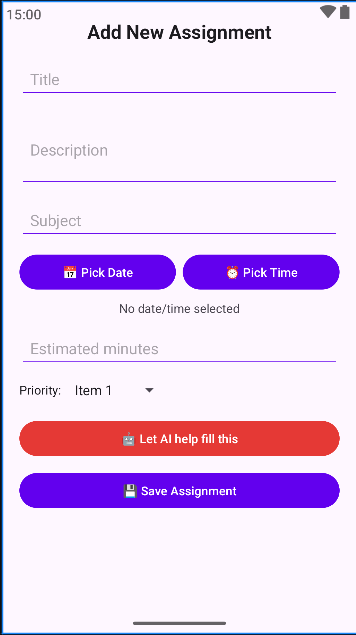 15:00
Add New Assignment
Title
Description
Subject
📅 Pick Date ⏰ Pick Time
No date/time selected
Estimated minutes
Priority: Item 1
🤖 Let AI help fill this
💾 Save Assignment